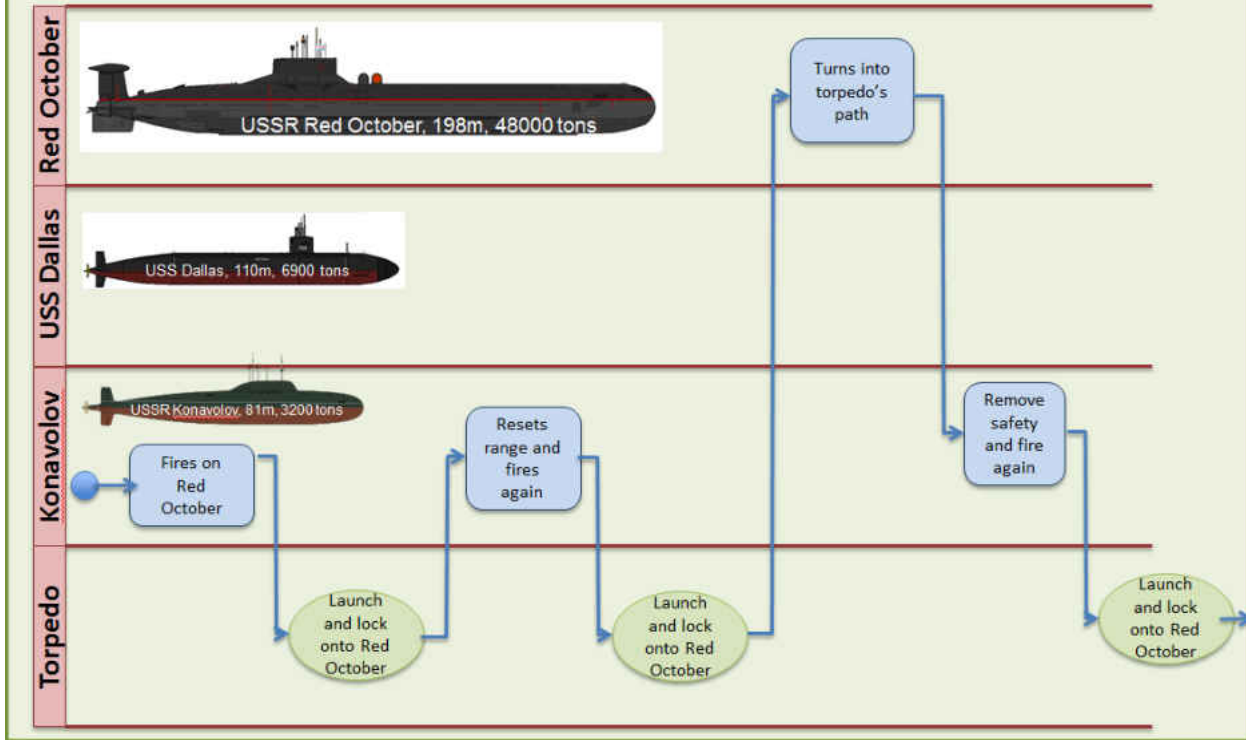 Red October
USSR Red October, 198m, 48000 tons
Turns into
torpedo's
path
USS Dallas
USS Dallas, 110m, 6900 tons
Konavolov
USSR Konavolov, 81m, 3200 tons
Fires on
Red
October
Resets
range and
fires
again
Remove
safety
and fire
again
Torpedo
Launch
and lock
onto Red
October
Launch
and lock
onto Red
October
Launch
and lock
onto Red
October